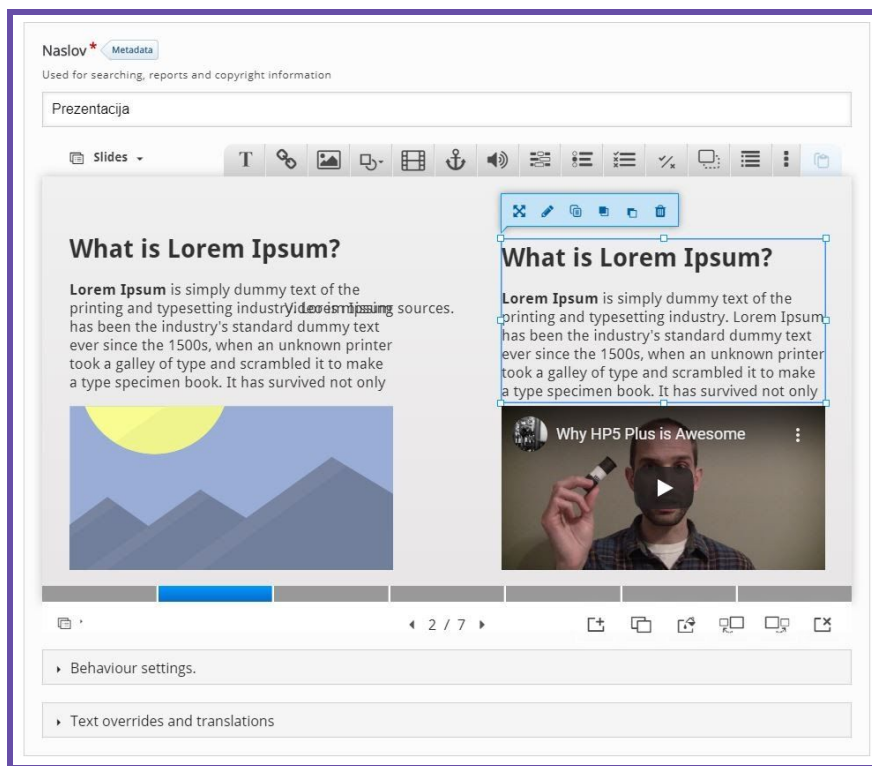 Naslov * Metadata
Used for searching, reports and copyright information
Prezentacija
Slides
T
What is Lorem Ipsum?
Lorem Ipsum is simply dummy text of the
printing and typesetting industry. Lorem Ipsum
has been the industry's standard dummy text
ever since the 1500s, when an unknown printer
took a galley of type and scrambled it to make
a type specimen book. It has survived not only
sources.
What is Lorem Ipsum?
Lorem Ipsum is simply dummy text of the
printing and typesetting industry. Lorem Ipsum
has been the industry's standard dummy text
ever since the 1500s, when an unknown printer
took a galley of type and scrambled it to make
a type specimen book. It has survived not only
Why HP5 Plus is Awesome
2 / 7
Behaviour settings.
Text overrides and translations